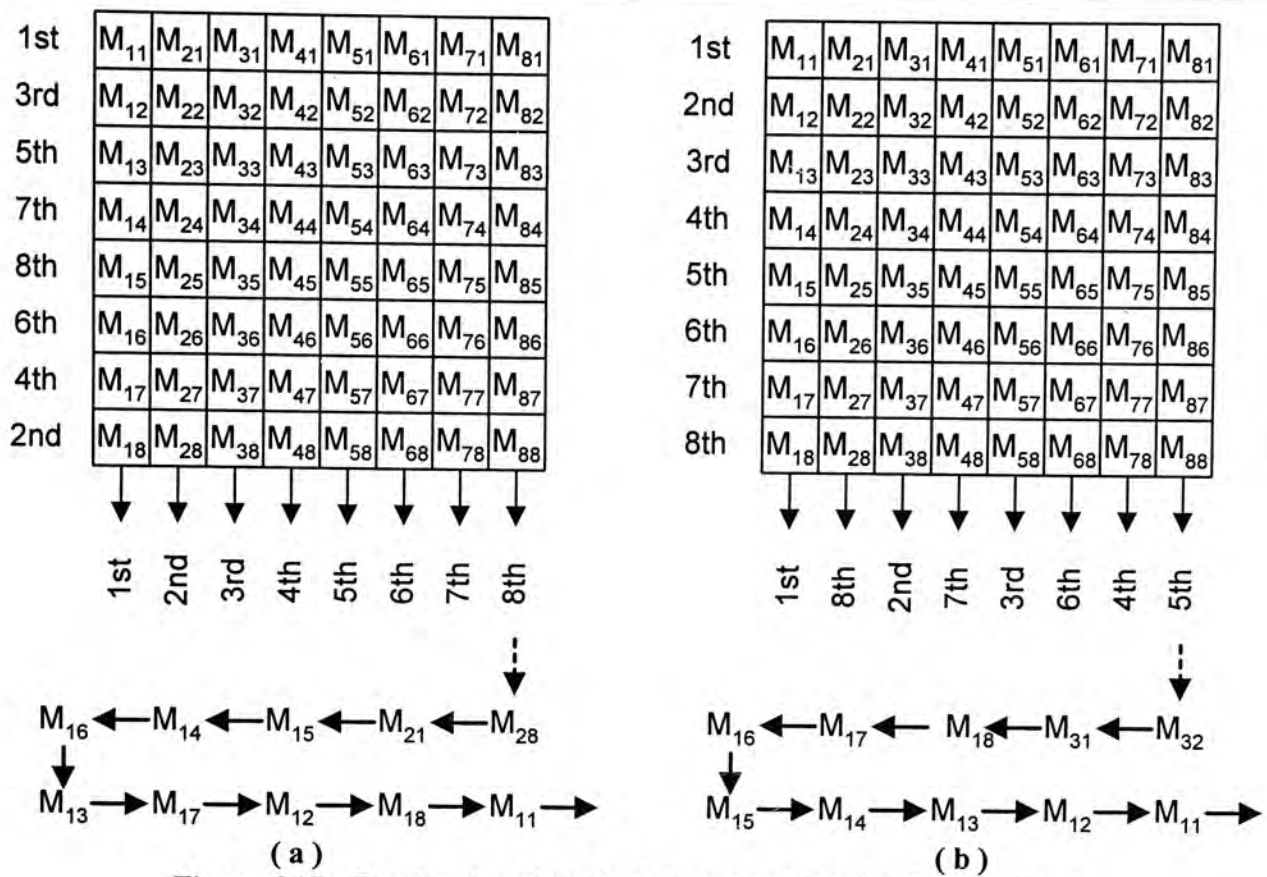 1st M11 M21 M31 M41 M51 M61 M71 M81
3rd M12 M22 M32 M42 M52 M62 M72 M82
5th M13 M23 M33 M43 M53 M63 M73 M83
7th M14 M24 M34 M44 M54 M64 M74 M84
8th M15 M25 M35 M45 M55 M65 M75 M85
6th M16 M26 M36 M46 M56 M66 M76 M86
4th M17 M27 M37 M47 M57 M67 M77 M87
2nd M18 M28 M38 M48 M58 M68 M78 M88
1st 2nd 3rd 4th 5th 6th 7th 8th
M16 M14 M15 M21 M28
M13 M17 M12 M18 M11
( a )
1st M11 M21 M31 M41 M51 M61 M71 M81
2nd M12 M22 M32 M42 M52 M62 M72 M82
3rd M13 M23 M33 M43 M53 M63 M73 M83
4th M14 M24 M34 M44 M54 M64 M74 M84
5th M15 M25 M35 M45 M55 M65 M75 M85
6th M16 M26 M36 M46 M56 M66 M76 M86
7th M17 M27 M37 M47 M57 M67 M77 M87
8th M18 M28 M38 M48 M58 M68 M78 M88
1st 8th 2nd 7th 3rd 6th 4th 5th
M16 M17 M18 M31 M32
M15 M14 M13 M12 M11
( b )